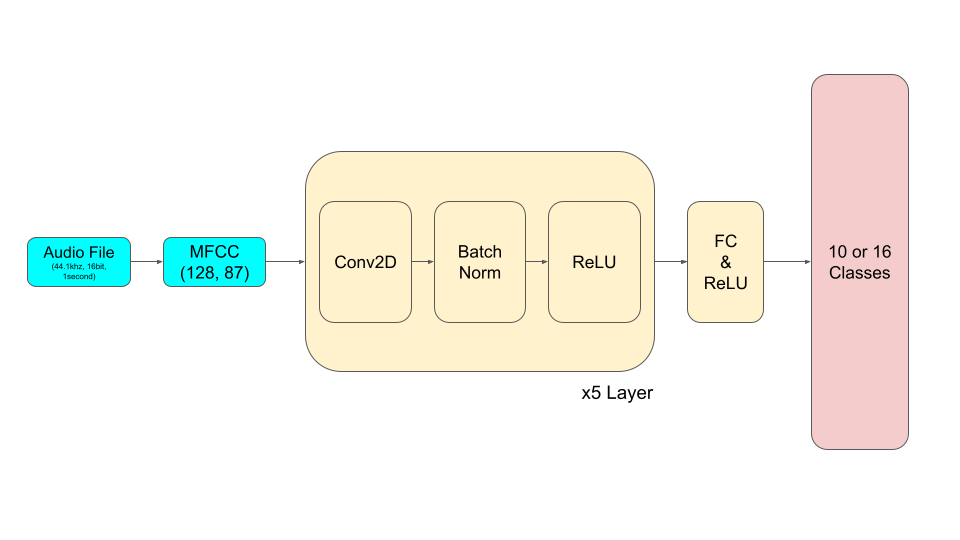 Audio File
(44.1khz, 16bit,
1second)
MFCC
(128, 87)
Conv2D
Batch
Norm
ReLU
FC
&
ReLU
10 or 16
Classes
x5 Layer